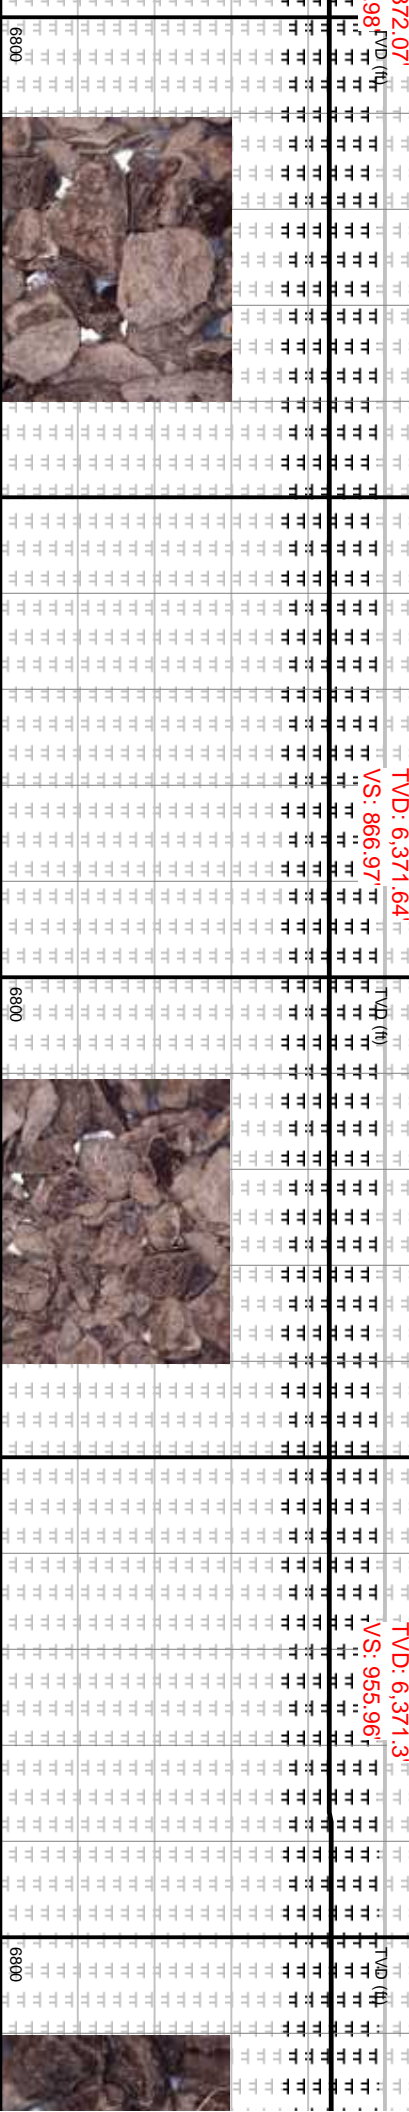 372.07'
98'
TVD (ft)
6800
TVD: 6,371.64'
VS: 866.97'
TVD (ft)
6800
TVD: 6,371.3'
VS: 955.96'
TVD (ft)
6800